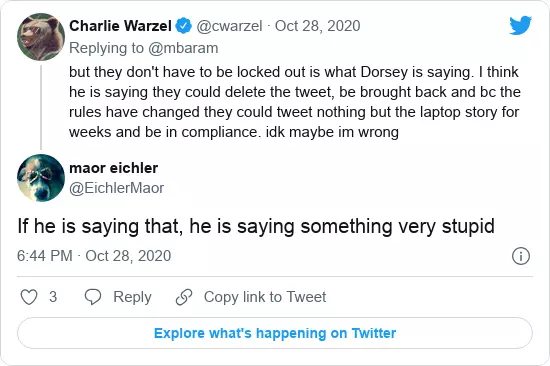 Charlie Warzel @cwarzel · Oct 28, 2020
Replying to @mbaram
but they don't have to be locked out is what Dorsey is saying. I think
he is saying they could delete the tweet, be brought back and bc the
rules have changed they could tweet nothing but the laptop story for
weeks and be in compliance. idk maybe im wrong
maor eichler
@EichlerMaor
If he is saying that, he is saying something very stupid
6:44 PM · Oct 28, 2020
3 Reply Copy link to Tweet
Explore what's happening on Twitter